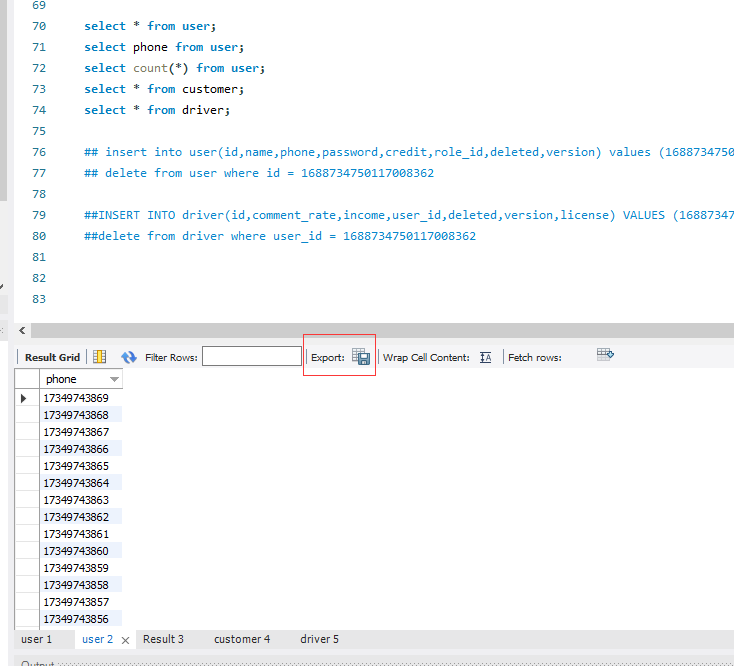 69
70 select * from user;
71 select phone from user;
72 select count(*) from user;
73 select * from customer;
74 select * from driver;
75
76 ## insert into user(id,name,phone,password,credit,role_id,deleted,version) values (1688734750
77 ## delete from user where id = 1688734750117008362
78
79 ##INSERT INTO driver(id,comment_rate,income,user_id,deleted,version,license) VALUES (16887347
80 ##delete from driver where user_id = 1688734750117008362
81
82
83
Result Grid Filter Rows: Export: Wrap Cell Content: Fetch rows:
phone
17349743869
17349743868
17349743867
17349743866
17349743865
17349743864
17349743863
17349743862
17349743861
17349743860
17349743859
17349743858
17349743857
17349743856
user 1 user 2 Result 3 customer 4 driver 5
Output